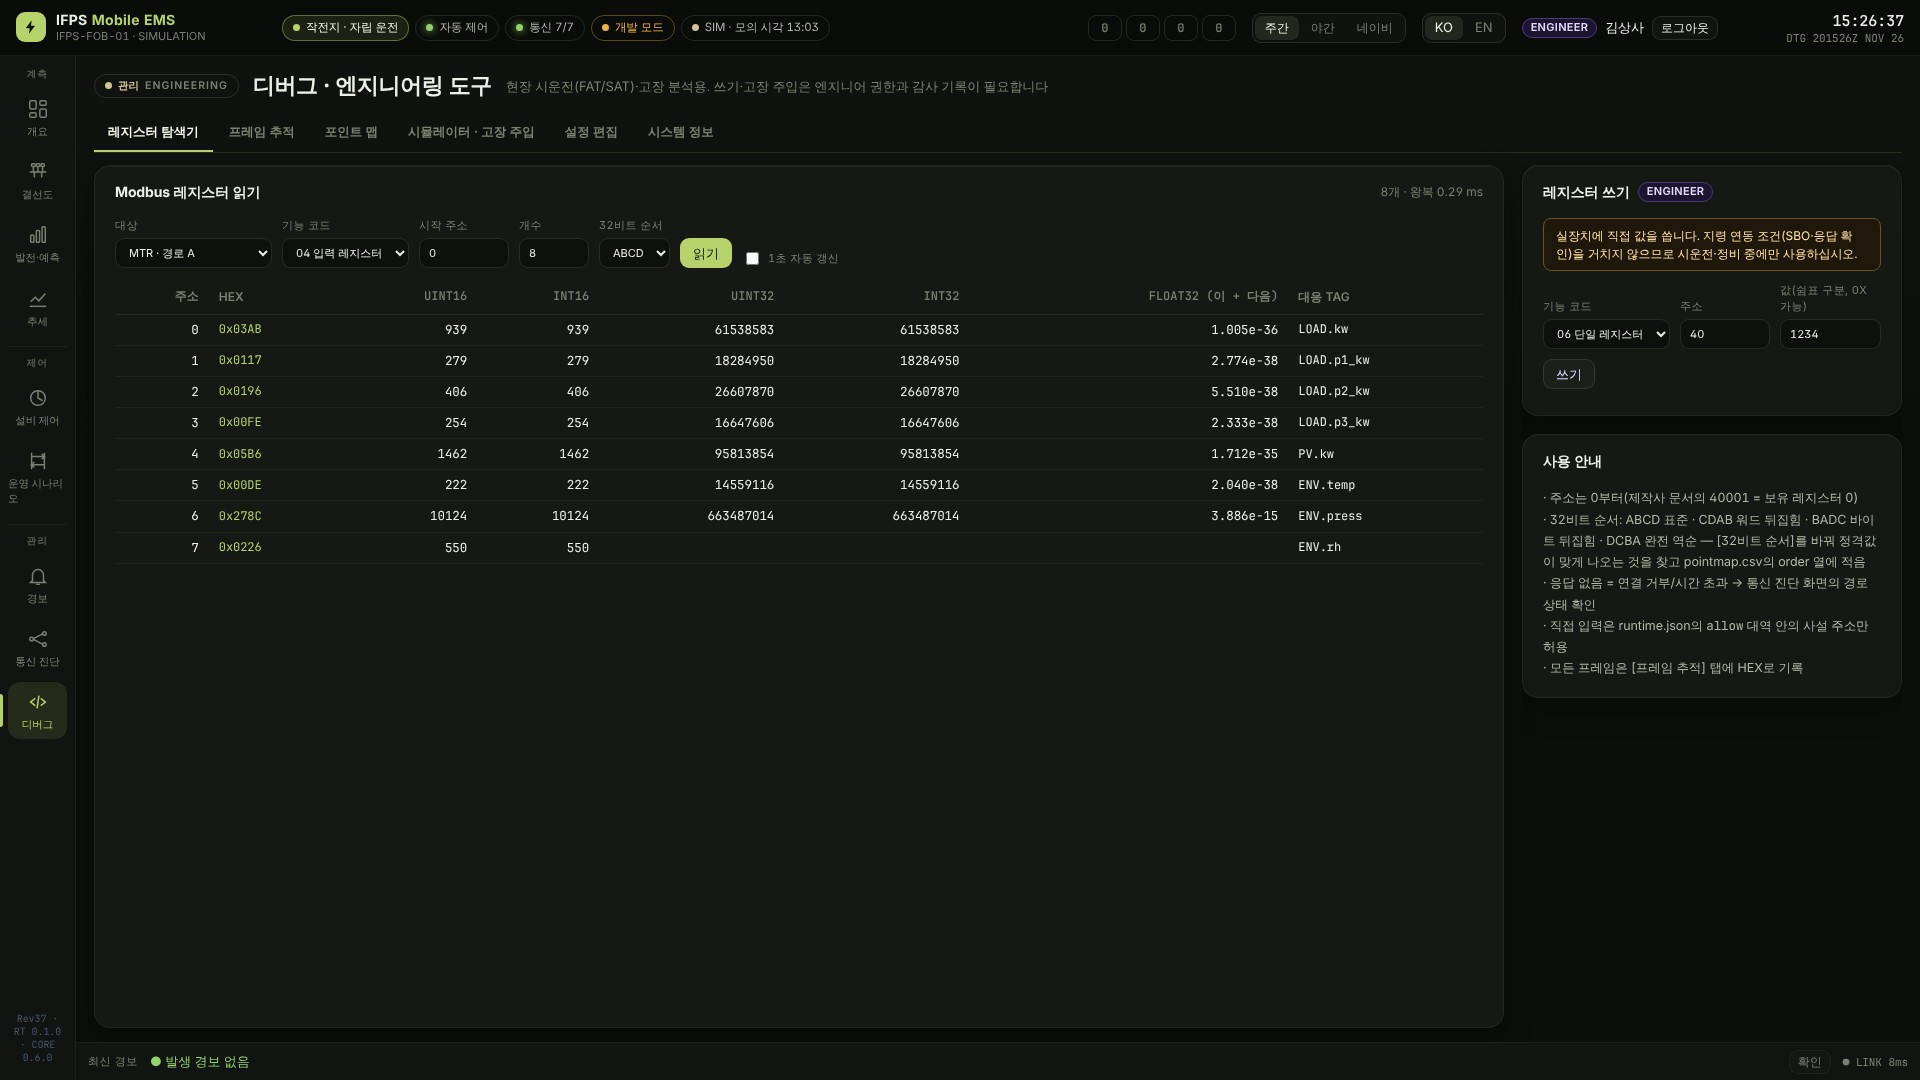 IFPS Mobile EMS
IFPS-FOB-01 · SIMULATION
작전지 · 자립 운전
자동 제어
통신 7/7
개발 모드
SIM · 모의 시각 13:03
0 0 0 0
주간 야간 네이비
KO EN
ENGINEER 김상사 로그아웃
15:26:37
DTG 201526Z NOV 26
계측
개요
결선도
발전·예측
추세
제어
설비 제어
운영 시나리
오
관리
경보
통신 진단
디버그
Rev37 ·
RT 0.1.0
· CORE
0.6.0
관리 ENGINEERING
디버그 · 엔지니어링 도구
현장 시운전(FAT/SAT)·고장 분석용. 쓰기·고장 주입은 엔지니어 권한과 감사 기록이 필요합니다
레지스터 탐색기 프레임 추적 포인트 맵 시뮬레이터 · 고장 주입 설정 편집 시스템 정보
Modbus 레지스터 읽기
8개 · 왕복 0.29 ms
대상 기능 코드 시작 주소 개수 32비트 순서
MTR · 경로 A 04 입력 레지스터 0 8 ABCD 읽기 1초 자동 갱신
주소 HEX UINT16 INT16 UINT32 INT32 FLOAT32 (이 + 다음) 대응 TAG
0 0x03AB 939 939 61538583 61538583 1.005e-36 LOAD.kw
1 0x0117 279 279 18284950 18284950 2.774e-38 LOAD.p1_kw
2 0x0196 406 406 26607870 26607870 5.510e-38 LOAD.p2_kw
3 0x00FE 254 254 16647606 16647606 2.333e-38 LOAD.p3_kw
4 0x05B6 1462 1462 95813854 95813854 1.712e-35 PV.kw
5 0x00DE 222 222 14559116 14559116 2.040e-38 ENV.temp
6 0x278C 10124 10124 663487014 663487014 3.886e-15 ENV.press
7 0x0226 550 550 ENV.rh
레지스터 쓰기 ENGINEER
실장치에 직접 값을 씁니다. 지령 연동 조건(SBO·응답 확
인)을 거치지 않으므로 시운전·정비 중에만 사용하십시오.
기능 코드 주소 값(쉼표 구분, 0X
가능)
06 단일 레지스터 40 1234
쓰기
사용 안내
· 주소는 0부터(제작사 문서의 40001 = 보유 레지스터 0)
· 32비트 순서: ABCD 표준 · CDAB 워드 뒤집힘 · BADC 바이
트 뒤집힘 · DCBA 완전 역순 — [32비트 순서]를 바꿔 정격값
이 맞게 나오는 것을 찾고 pointmap.csv의 order 열에 적음
· 응답 없음 = 연결 거부/시간 초과 → 통신 진단 화면의 경로
상태 확인
· 직접 입력은 runtime.json의 allow 대역 안의 사설 주소만
허용
· 모든 프레임은 [프레임 추적] 탭에 HEX로 기록
최신 경보 발생 경보 없음
확인 LINK 8ms